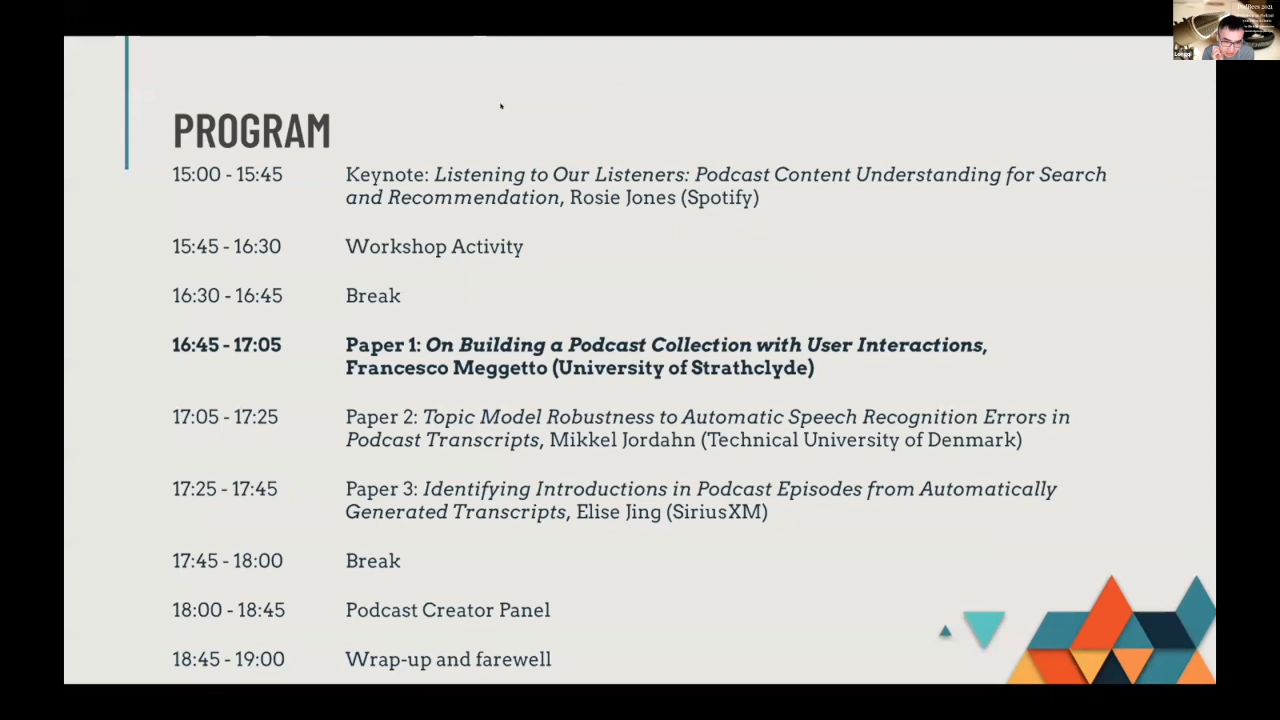 PodRecs 2021
PROGRAM
15:00 - 15:45 Keynote: Listening to Our Listeners: Podcast Content Understanding for Search
and Recommendation, Rosie Jones (Spotify)
15:45 - 16:30 Workshop Activity
16:30 - 16:45 Break
16:45 - 17:05 Paper 1: On Building a Podcast Collection with User Interactions,
Francesco Meggetto (University of Strathclyde)
17:05 - 17:25 Paper 2: Topic Model Robustness to Automatic Speech Recognition Errors in
Podcast Transcripts, Mikkel Jordahn (Technical University of Denmark)
17:25 - 17:45 Paper 3: Identifying Introductions in Podcast Episodes from Automatically
Generated Transcripts, Elise Jing (SiriusXM)
17:45 - 18:00 Break
18:00 - 18:45 Podcast Creator Panel
18:45 - 19:00 Wrap-up and farewell